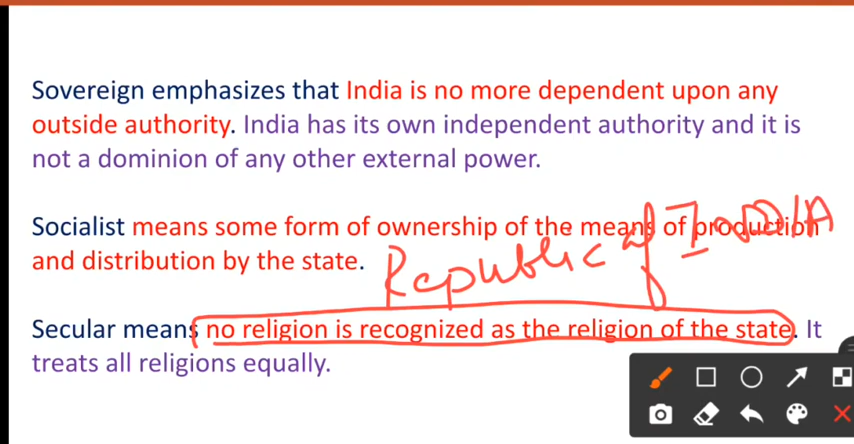 Sovereign emphasizes that India is no more dependent upon any
outside authority. India has its own independent authority and it is
not a dominion of any other external power.
Socialist means some form of ownership of the means of production
and distribution by the state.
Republic of INDIA
Secular means no religion is recognized as the religion of the state. It
treats all religions equally.